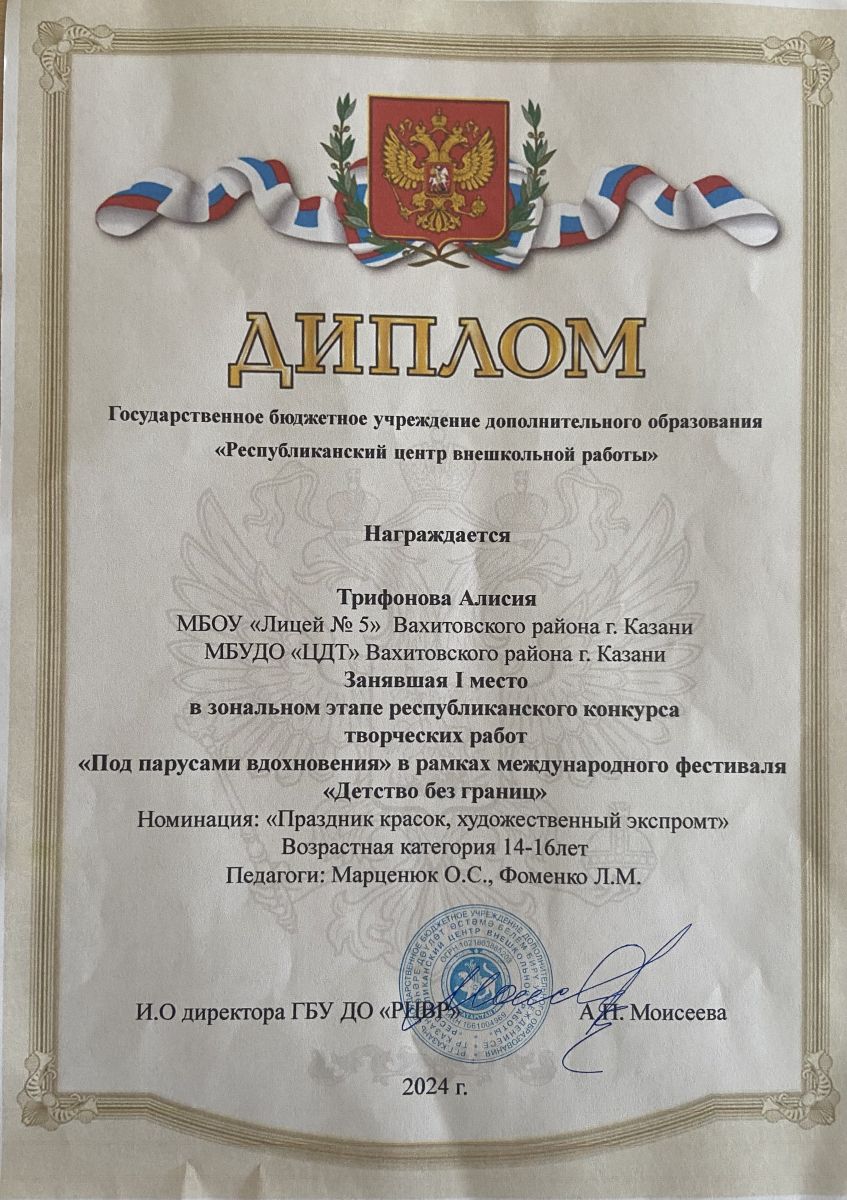 ДИПЛОМ
Государственное бюджетное учреждение дополнительного образования
«Республиканский центр внешкольной работы»
Награждается
Трифонова Алисия
МБОУ «Лицей № 5» Вахитовского района г. Казани
МБУДО «ЦДТ» Вахитовского района г. Казани
Занявшая I место
в зональном этапе республиканского конкурса
творческих работ
«Под парусами вдохновения» в рамках международного фестиваля
«Детство без границ»
Номинация: «Праздник красок, художественный экспромт»
Возрастная категория 14-16лет
Педагоги: Марценюк О.С., Фоменко Л.М.
И.О директора ГБУ ДО «РЦВР» А.П. Моисеева
2024 г.